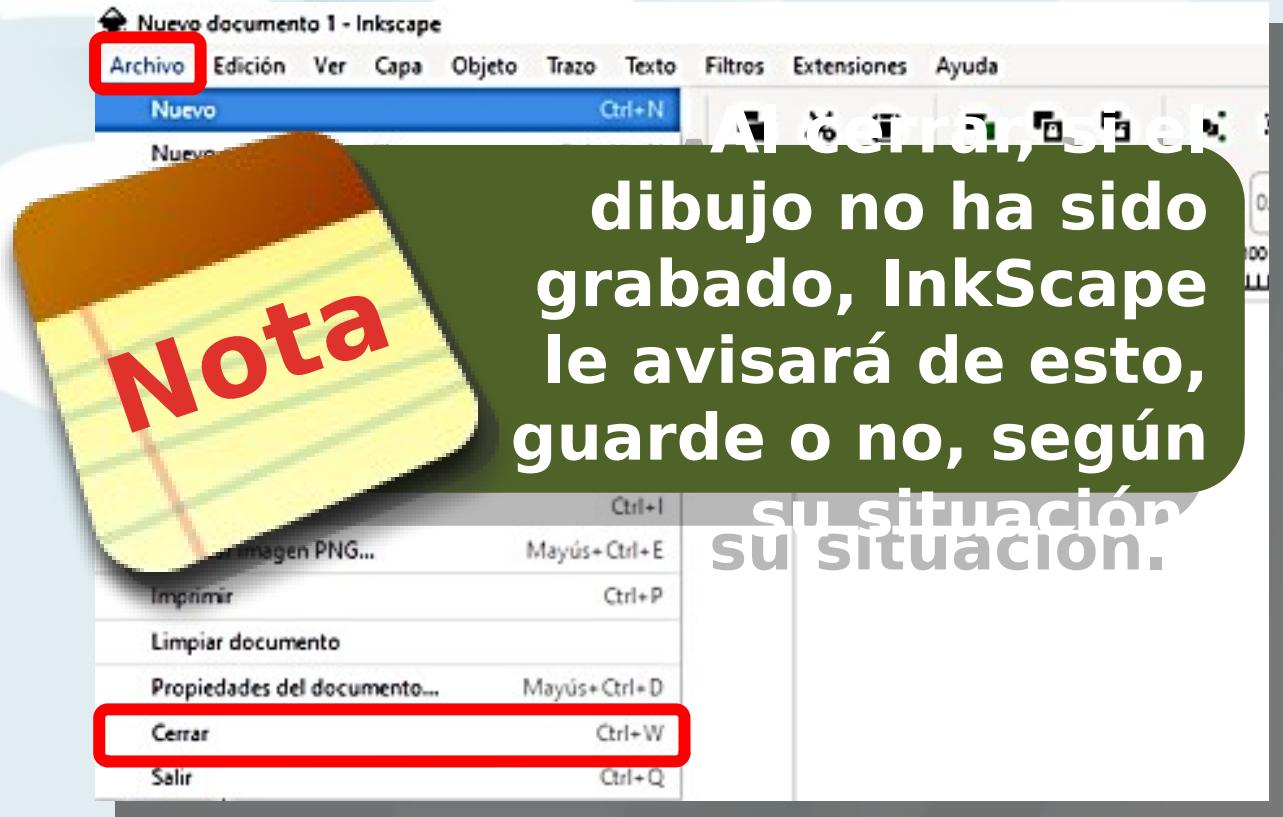 Nuevo documento 1 - Inkscape
Archivo Edición Ver Capa Objeto Trazo Texto Filtros Extensiones Ayuda
Nuevo Ctrl+N
Al cerrar, si el
dibujo no ha sido
grabado, InkScape
le avisará de esto,
guarde o no, según
su situación.
Nota
Ctrl+I
imagen PNG... Mayús+Ctrl+E
Imprimir Ctrl+P
Limpiar documento
Propiedades del documento... Mayús+Ctrl+D
Cerrar Ctrl+W
Salir Ctrl+Q